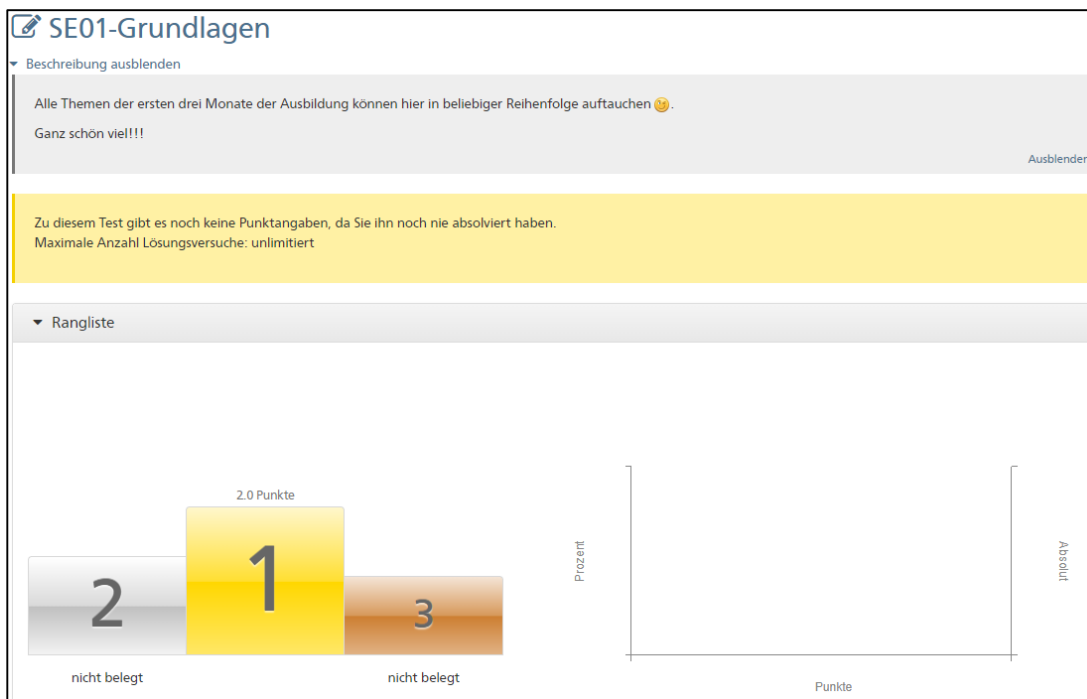 SE01-Grundlagen
Beschreibung ausblenden
Alle Themen der ersten drei Monate der Ausbildung können hier in beliebiger Reihenfolge auftauchen .
Ganz schön viel!!!
Ausblenden
Zu diesem Test gibt es noch keine Punktangaben, da Sie ihn noch nie absolviert haben.
Maximale Anzahl Lösungsversuche: unlimitiert
Rangliste
2.0 Punkte
2
1
3
nicht belegt
nicht belegt
Prozent
Absolut
Punkte